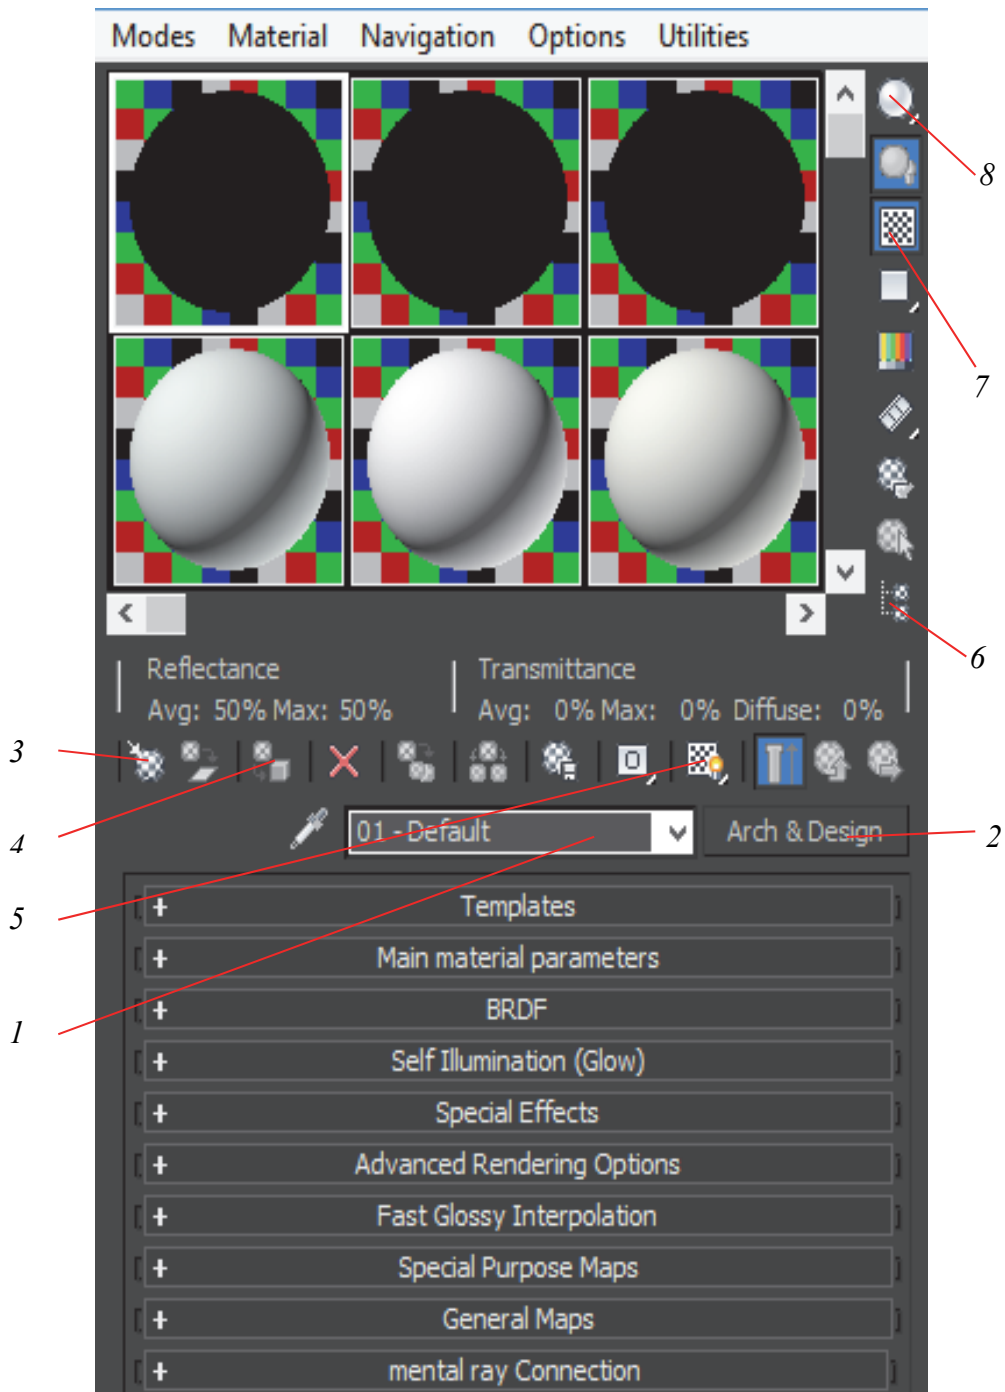 Modes Material Navigation Options Utilities
8
7
6
Reflectance Transmittance
Avg: 50% Max: 50% Avg: 0% Max: 0% Diffuse: 0%
3
4
01 - Default Arch & Design
2
5
+ Templates
+ Main material parameters
1
+ BRDF
+ Self Illumination (Glow)
+ Special Effects
+ Advanced Rendering Options
+ Fast Glossy Interpolation
+ Special Purpose Maps
+ General Maps
+ mental ray Connection